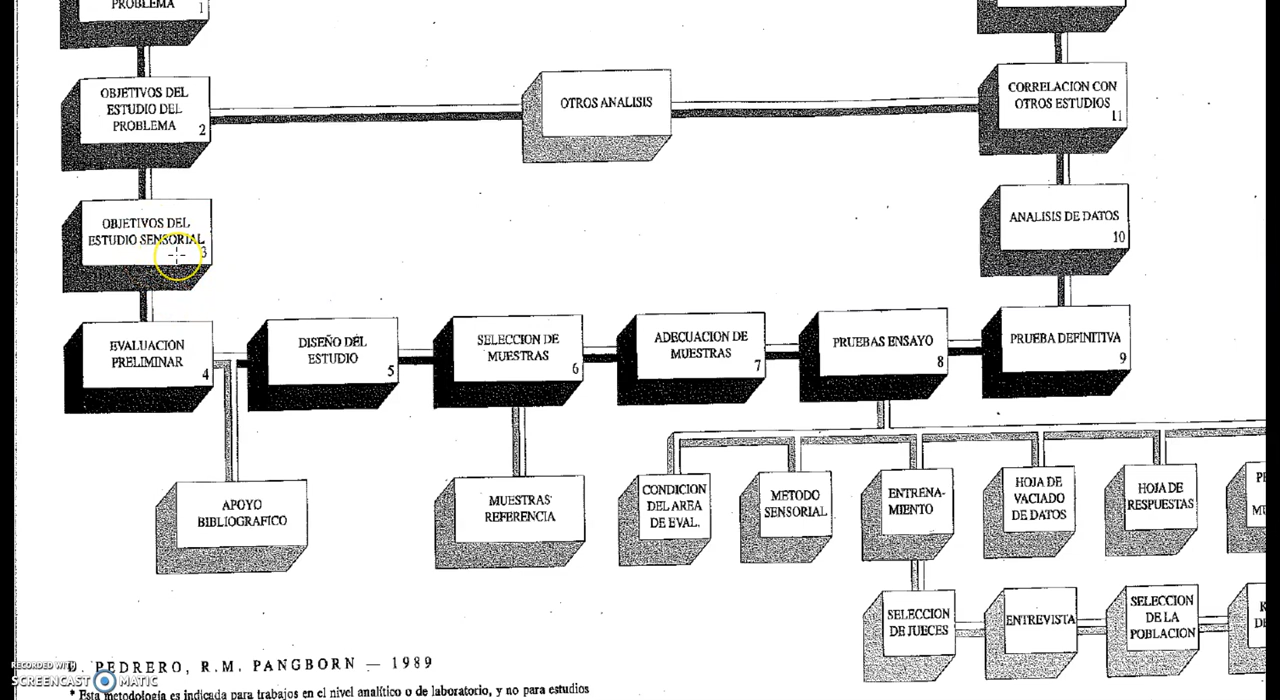 PROBLEMA 1
OBJETIVOS DEL
ESTUDIO DEL
PROBLEMA 2
OTROS ANALISIS
CORRELACION CON
OTROS ESTUDIOS
11
OBJETIVOS DEL
ESTUDIO SENSORIAL
3
ANALISIS DE DATOS
10
EVALUACION
PRELIMINAR
4
DISEÑO DEL
ESTUDIO
5
SELECCION DE
MUESTRAS
6
ADECUACION DE
MUESTRAS
7
PRUEBAS ENSAYO
8
PRUEBA DEFINITIVA
9
APOYO
BIBLIOGRAFICO
MUESTRAS
REFERENCIA
CONDICION
DEL AREA
DE EVAL.
METODO
SENSORIAL
ENTRENA-
MIENTO
HOJA DE
VACIADO
DE DATOS
HOJA DE
RESPUESTAS
SELECCION
DE JUECES
ENTREVISTA
SELECCION
DE LA
POBLACION
D. PEDRERO, R.M. PANGBORN — 1989
* Esta metodología es indicada para trabajos en el nivel analítico o de laboratorio, y no para estudios
RECORDED WITH
SCREENCAST MATIC